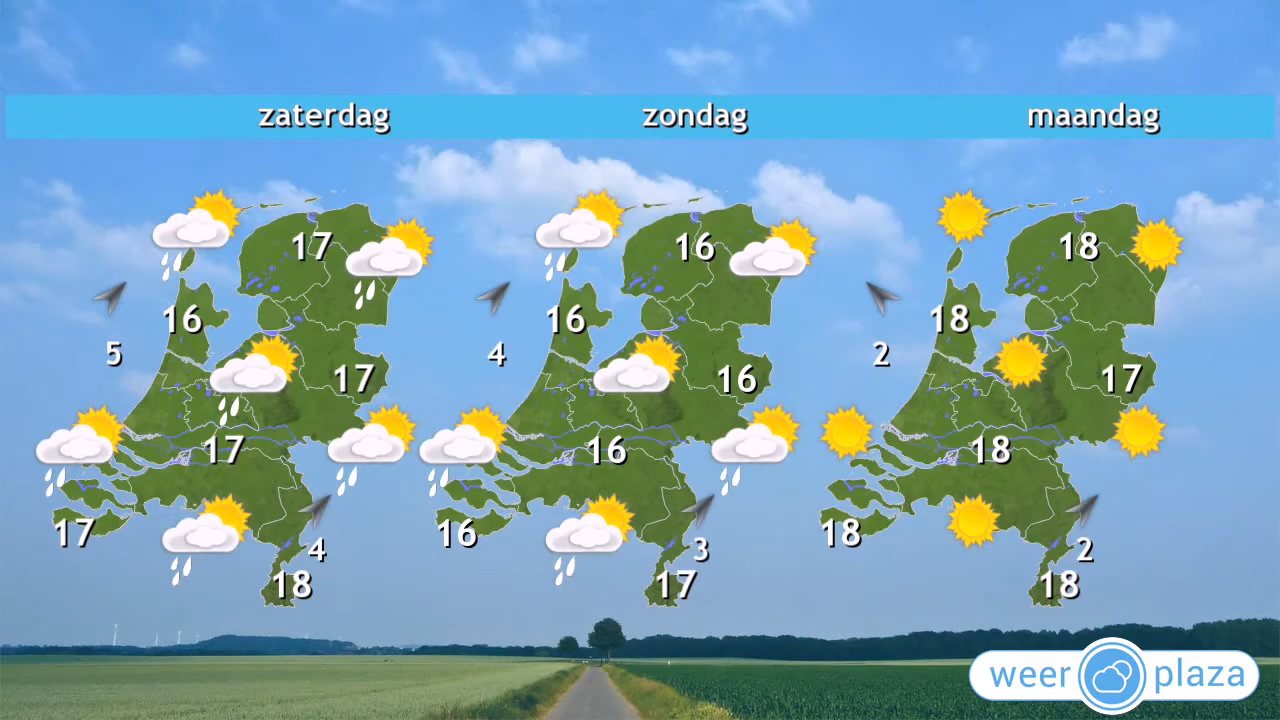 zaterdag zondag maandag
17 16 18
16 16 18
5 4 2
17 16 17
17 16 18
17 16 18
4 3 2
18 17 18
weer plaza